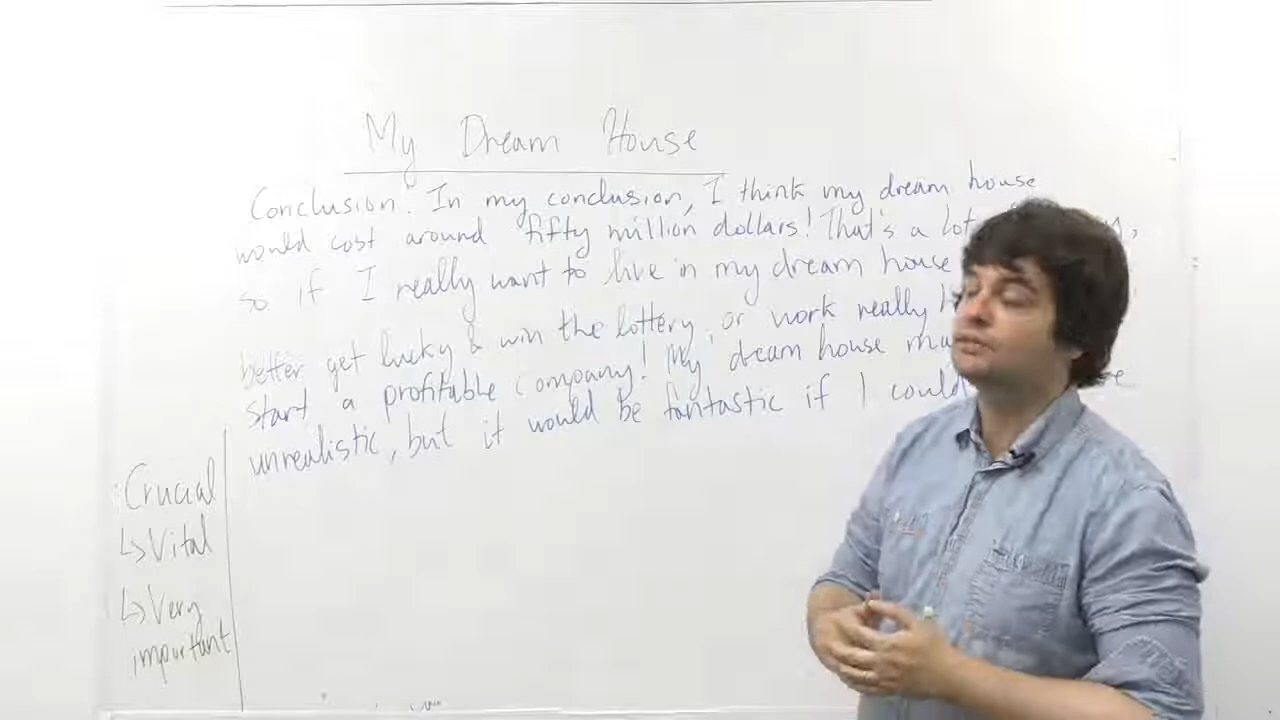 My Dream House
Conclusion: In my conclusion, I think my dream house
would cost around fifty million dollars! That's a lot
so if I really want to live in my dream house
better get lucky & win the lottery, or work really
start a profitable company! My dream house
unrealistic, but it would be fantastic if I could
Crucial
↳ Vital
↳ Very
important